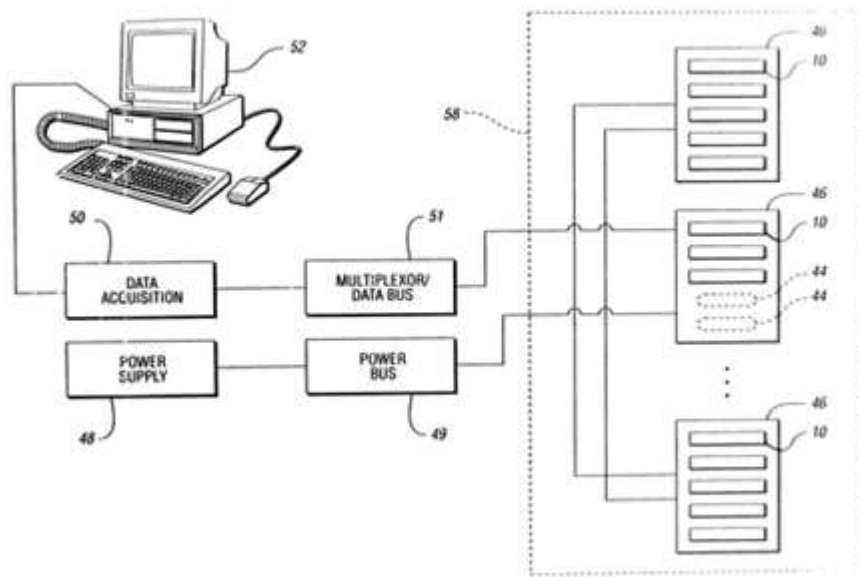 52
46
10
58
46
50
51
10
DATA
ACQUISITION
MULTIPLEXOR/
DATA BUS
44
44
POWER
SUPPLY
POWER
BUS
48
49
46
10